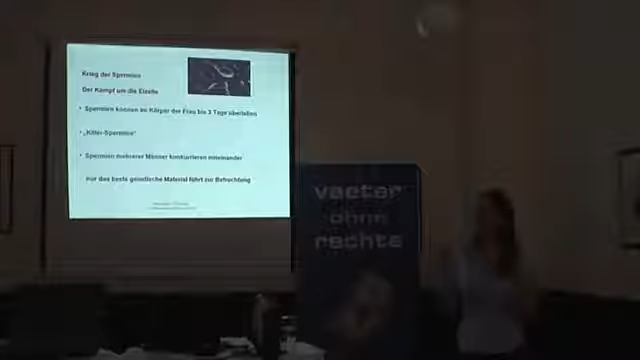 Krieg der Spermien
Der Kampf um die Eizelle
• Spermien können im Körper der Frau bis 3 Tage überleben
• „Killer-Spermien"
• Spermien mehrerer Männer konkurrieren miteinander
nur das beste genetische Material führt zur Befruchtung
vaeter
ohne
rechte